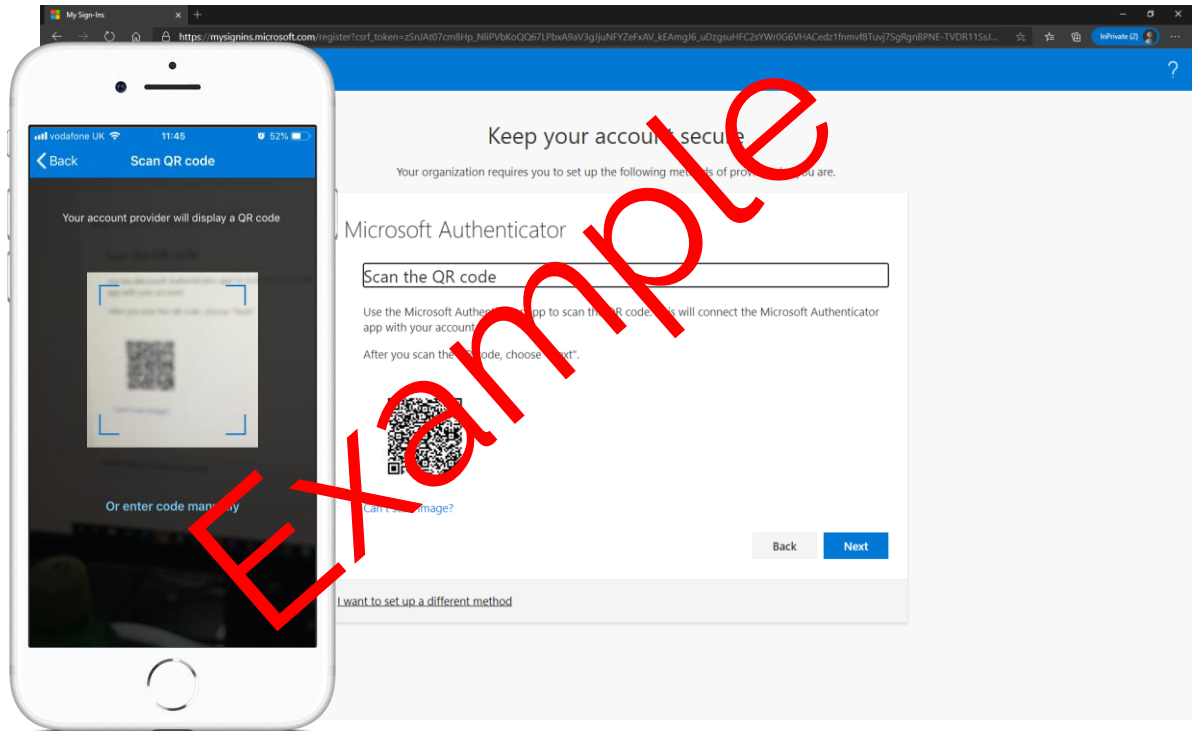 My Sign-Ins
https://mysignins.microsoft.com/register?csrf_token=
InPrivate (2)
?
vodafone UK
11:45
52%
Back
Scan QR code
Your account provider will display a QR code
Or enter code manually
Keep your account secure
Your organization requires you to set up the following methods of proving who you are.
Microsoft Authenticator
Scan the QR code
Use the Microsoft Authenticator app to scan the QR code. This will connect the Microsoft Authenticator
app with your account.
After you scan the QR code, choose "Next".
Can't scan image?
Back
Next
I want to set up a different method
Example